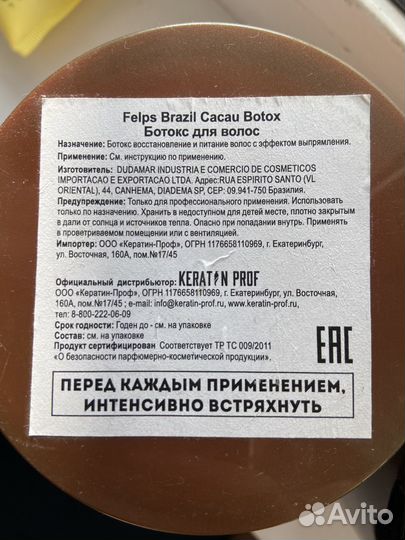 Felps Brazil Cacau Botox
Ботокс для волос
Назначение: Ботокс восстановление и питание волос с эффектом выпрямления.
Применение: См. инструкцию по применению.
Изготовитель: DUDAMAR INDUSTRIA E COMERCIO DE COSMETICOS
IMPORTACAO E EXPORTACAO LTDA. Адрес:RUA ESPIRITO SANTO (VL
ORIENTAL), 44, CANHEMA, DIADEMA SP, CEP: 09.941-750 Бразилия.
Предупреждение: Только для профессионального применения. Использовать
только по назначению. Хранить в недоступном для детей месте, плотно закрытым
в дали от солнца и источников тепла. Опасно при попадании внутрь. Применять
в проветриваемом помещении или с вентиляцией.
Импортер: ООО «Кератин-Проф», ОГРН 1176658110969, г. Екатеринбург,
ул. Восточная, 160А, пом.№17/45
Официальный дистрибьютор: KERATIN PROF
ООО «Кератин-Проф», ОГРН 1176658110969, г. Екатеринбург, ул. Восточная,
160А, пом.№17/45 ; e-mail: info@keratin-prof.ru, www.keratin-prof.ru,
тел: 8-800-222-06-09
Срок годности: Годен до - см. на упаковке
Состав: см. на упаковке
Продукт сертифицирован Соответствует ТР ТС 009/2011
«О безопасности парфюмерно-косметической продукции».
EAC
ПЕРЕД КАЖДЫМ ПРИМЕНЕНИЕМ,
ИНТЕНСИВНО ВСТРЯХНУТЬ
Avito